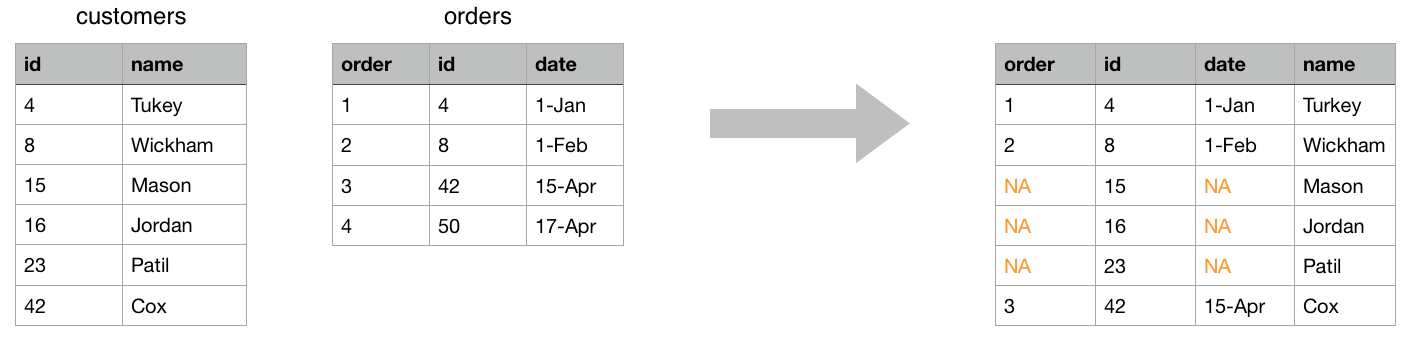 customers orders
id name order id date order id date name
4 Tukey 1 4 1-Jan 1 4 1-Jan Turkey
8 Wickham 2 8 1-Feb 2 8 1-Feb Wickham
15 Mason 3 42 15-Apr NA 15 NA Mason
16 Jordan 4 50 17-Apr NA 16 NA Jordan
23 Patil NA 23 NA Patil
42 Cox 3 42 15-Apr Cox